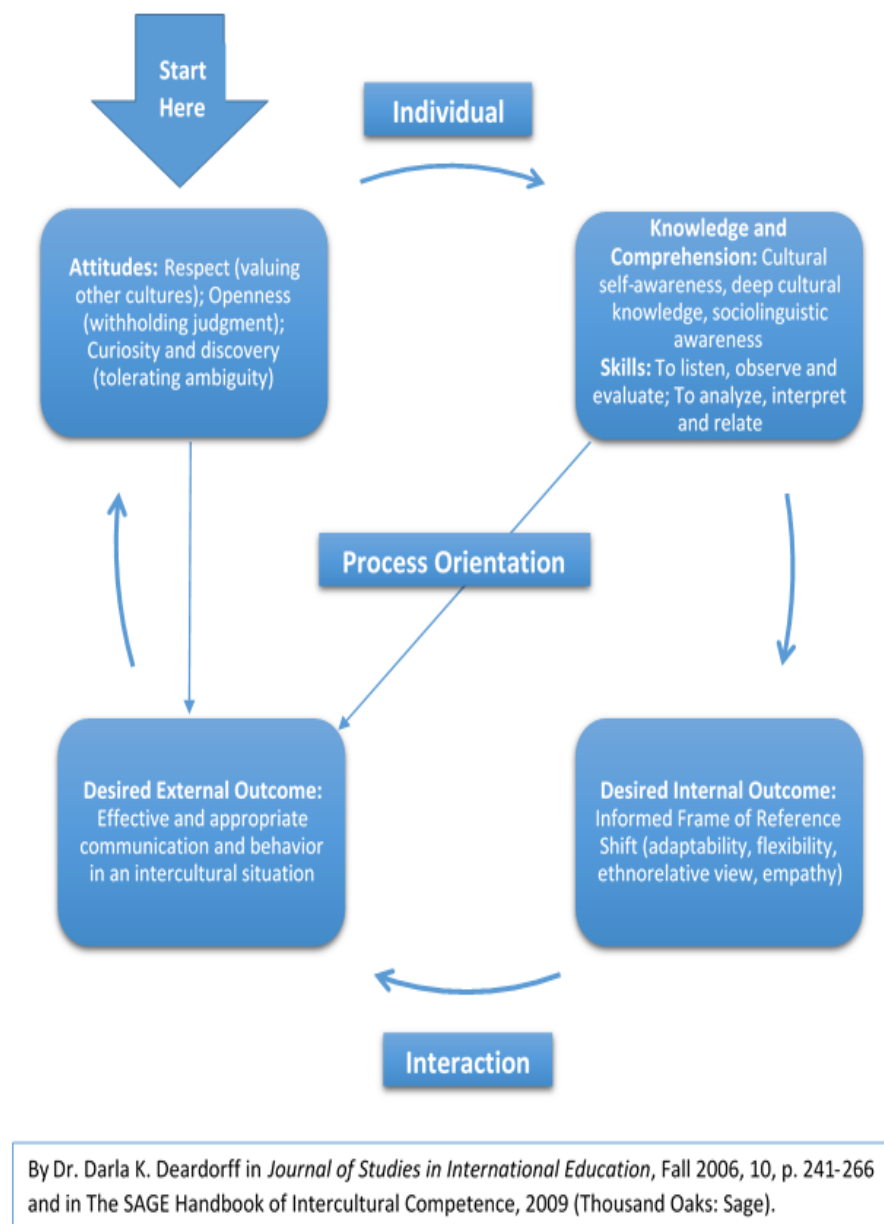 Start
Here
Individual
Attitudes: Respect (valuing
other cultures); Openness
(withholding judgment);
Curiosity and discovery
(tolerating ambiguity)
Knowledge and
Comprehension: Cultural
self-awareness, deep cultural
knowledge, sociolinguistic
awareness
Skills: To listen, observe and
evaluate; To analyze, interpret
and relate
Process Orientation
Desired External Outcome:
Effective and appropriate
communication and behavior
in an intercultural situation
Desired Internal Outcome:
Informed Frame of Reference
Shift (adaptability, flexibility,
ethnorelative view, empathy)
Interaction
By Dr. Darla K. Deardorff in Journal of Studies in International Education, Fall 2006, 10, p. 241-266
and in The SAGE Handbook of Intercultural Competence, 2009 (Thousand Oaks: Sage).